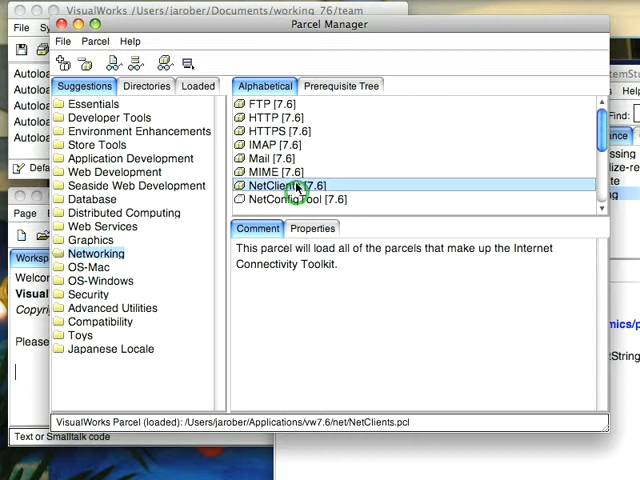 VisualWorks /Users/jarober/Documents/working_76/team
Parcel Manager
File Parcel Help
Suggestions Directories Loaded
Alphabetical Prerequisite Tree
Essentials
Developer Tools
Environment Enhancements
Store Tools
Application Development
Web Development
Seaside Web Development
Database
Distributed Computing
Web Services
Graphics
Networking
OS-Mac
OS-Windows
Security
Advanced Utilities
Compatibility
Toys
Japanese Locale
FTP [7.6]
HTTP [7.6]
HTTPS [7.6]
IMAP [7.6]
Mail [7.6]
MIME [7.6]
NetClients [7.6]
NetConfigTool [7.6]
Comment Properties
This parcel will load all of the parcels that make up the Internet
Connectivity Toolkit.
VisualWorks Parcel (loaded): /Users/jarober/Applications/vw7.6/net/NetClients.pcl
File
Autoloa
Autoloa
Autoloa
Autoloa
Autoloa
Defa
Page
Worksp
Welcom
Visual
Copyri
Please
Text or Smalltalk code
Help
Find:
ance
mics/p
tString